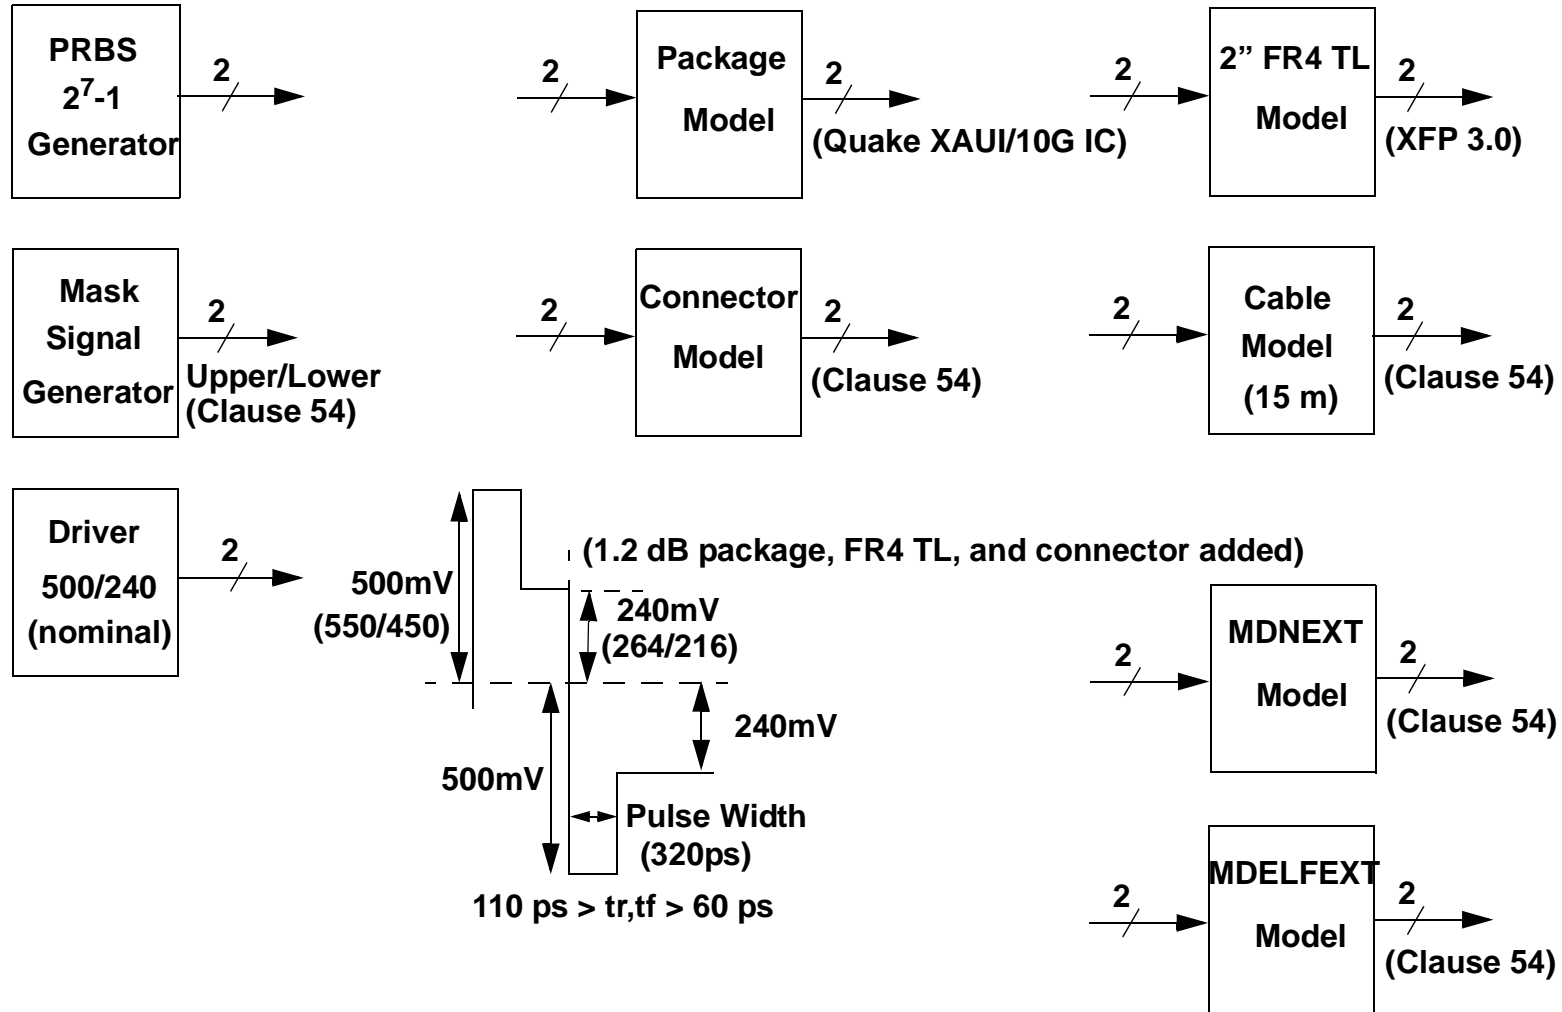 PRBS
2⁷-1
Generator
2
2
Package
Model
2
(Quake XAUI/10G IC)
2
2” FR4 TL
Model
2
(XFP 3.0)
Mask
Signal
Generator
2
Upper/Lower
(Clause 54)
2
Connector
Model
2
(Clause 54)
2
Cable
Model
(15 m)
2
(Clause 54)
Driver
500/240
(nominal)
2
500mV
(550/450)
(1.2 dB package, FR4 TL, and connector added)
240mV
(264/216)
240mV
500mV
Pulse Width
(320ps)
110 ps > tr,tf > 60 ps
2
MDNEXT
Model
2
(Clause 54)
2
MDELFEXT
Model
2
(Clause 54)